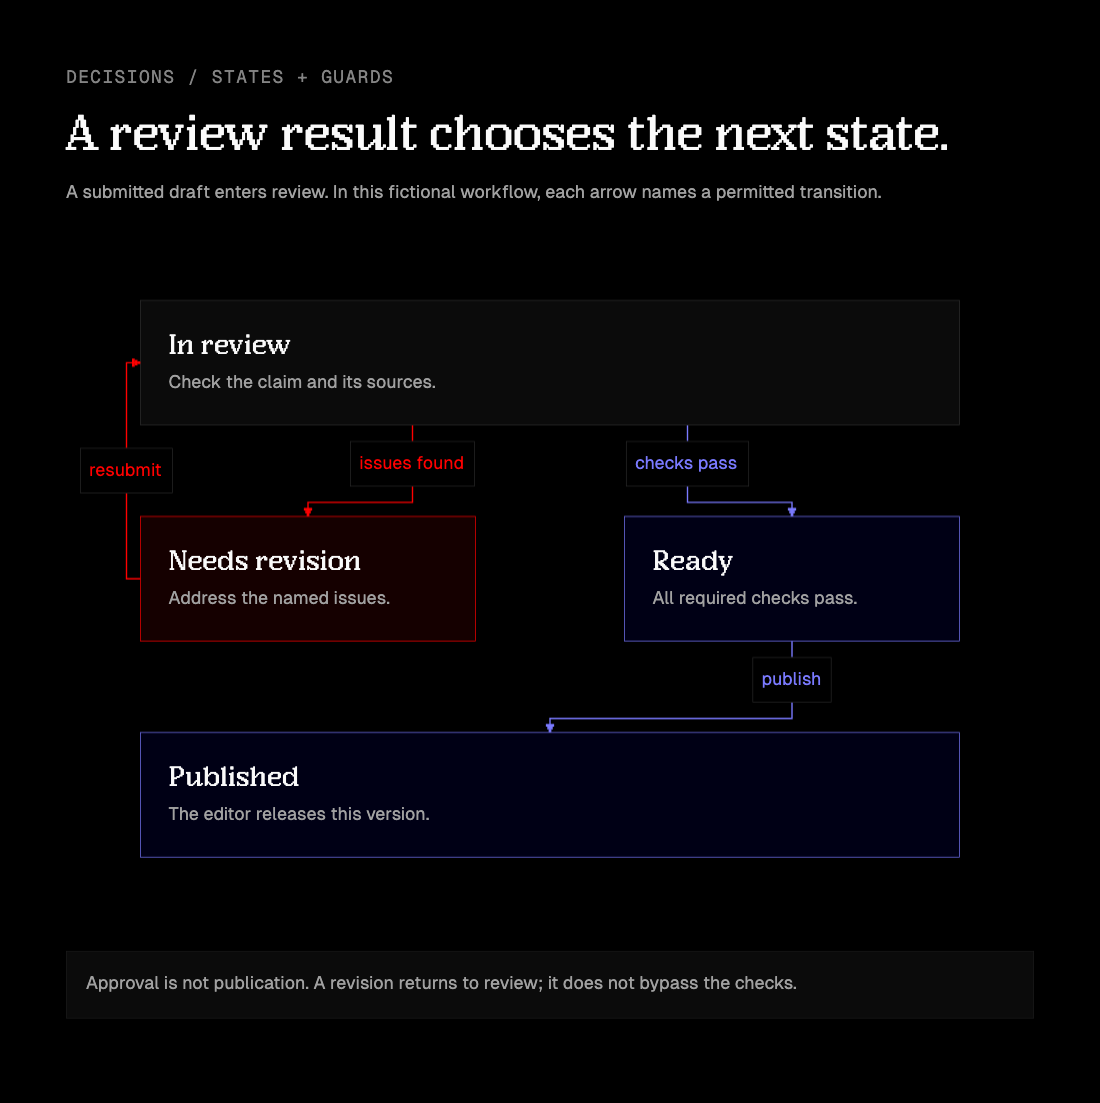 DECISIONS / STATES + GUARDS
A review result chooses the next state.
A submitted draft enters review. In this fictional workflow, each arrow names a permitted transition.
In review
Check the claim and its sources.
resubmit
issues found
checks pass
Needs revision
Address the named issues.
Ready
All required checks pass.
publish
Published
The editor releases this version.
Approval is not publication. A revision returns to review; it does not bypass the checks.